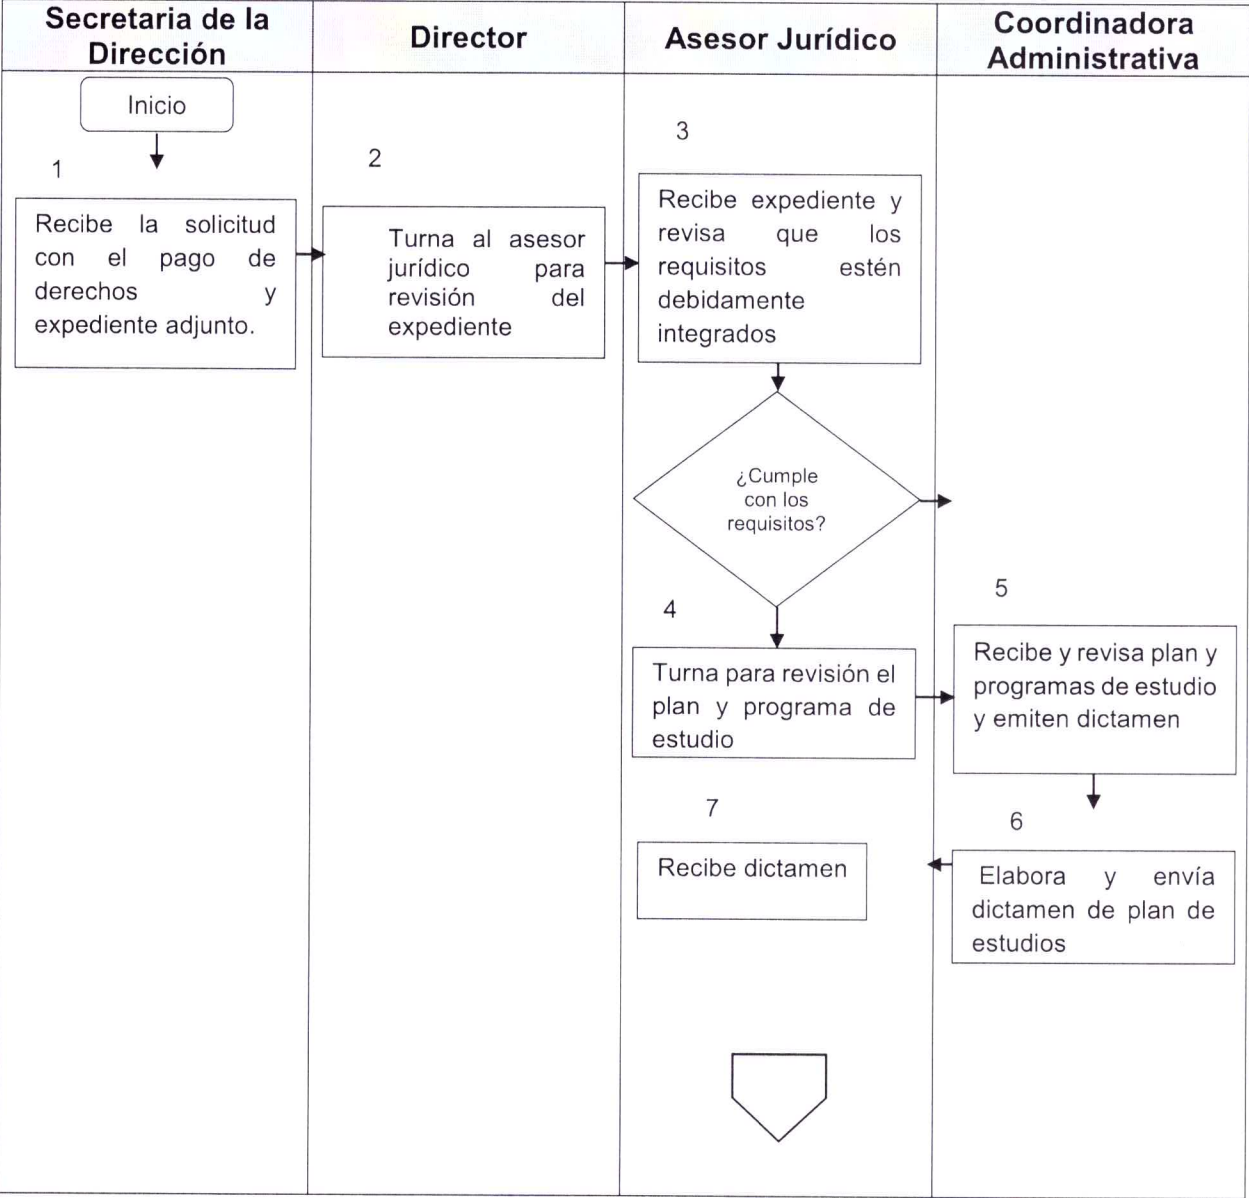 Secretaria de la
Dirección
Director
Asesor Jurídico
Coordinadora
Administrativa
Inicio
1
Recibe la solicitud
con el pago de
derechos y
expediente adjunto.
2
Turna al asesor
jurídico para
revisión del
expediente
3
Recibe expediente y
revisa que los
requisitos estén
debidamente
integrados
¿Cumple
con los
requisitos?
4
Turna para revisión el
plan y programa de
estudio
5
Recibe y revisa plan y
programas de estudio
y emiten dictamen
6
Elabora y envía
dictamen de plan de
estudios
7
Recibe dictamen